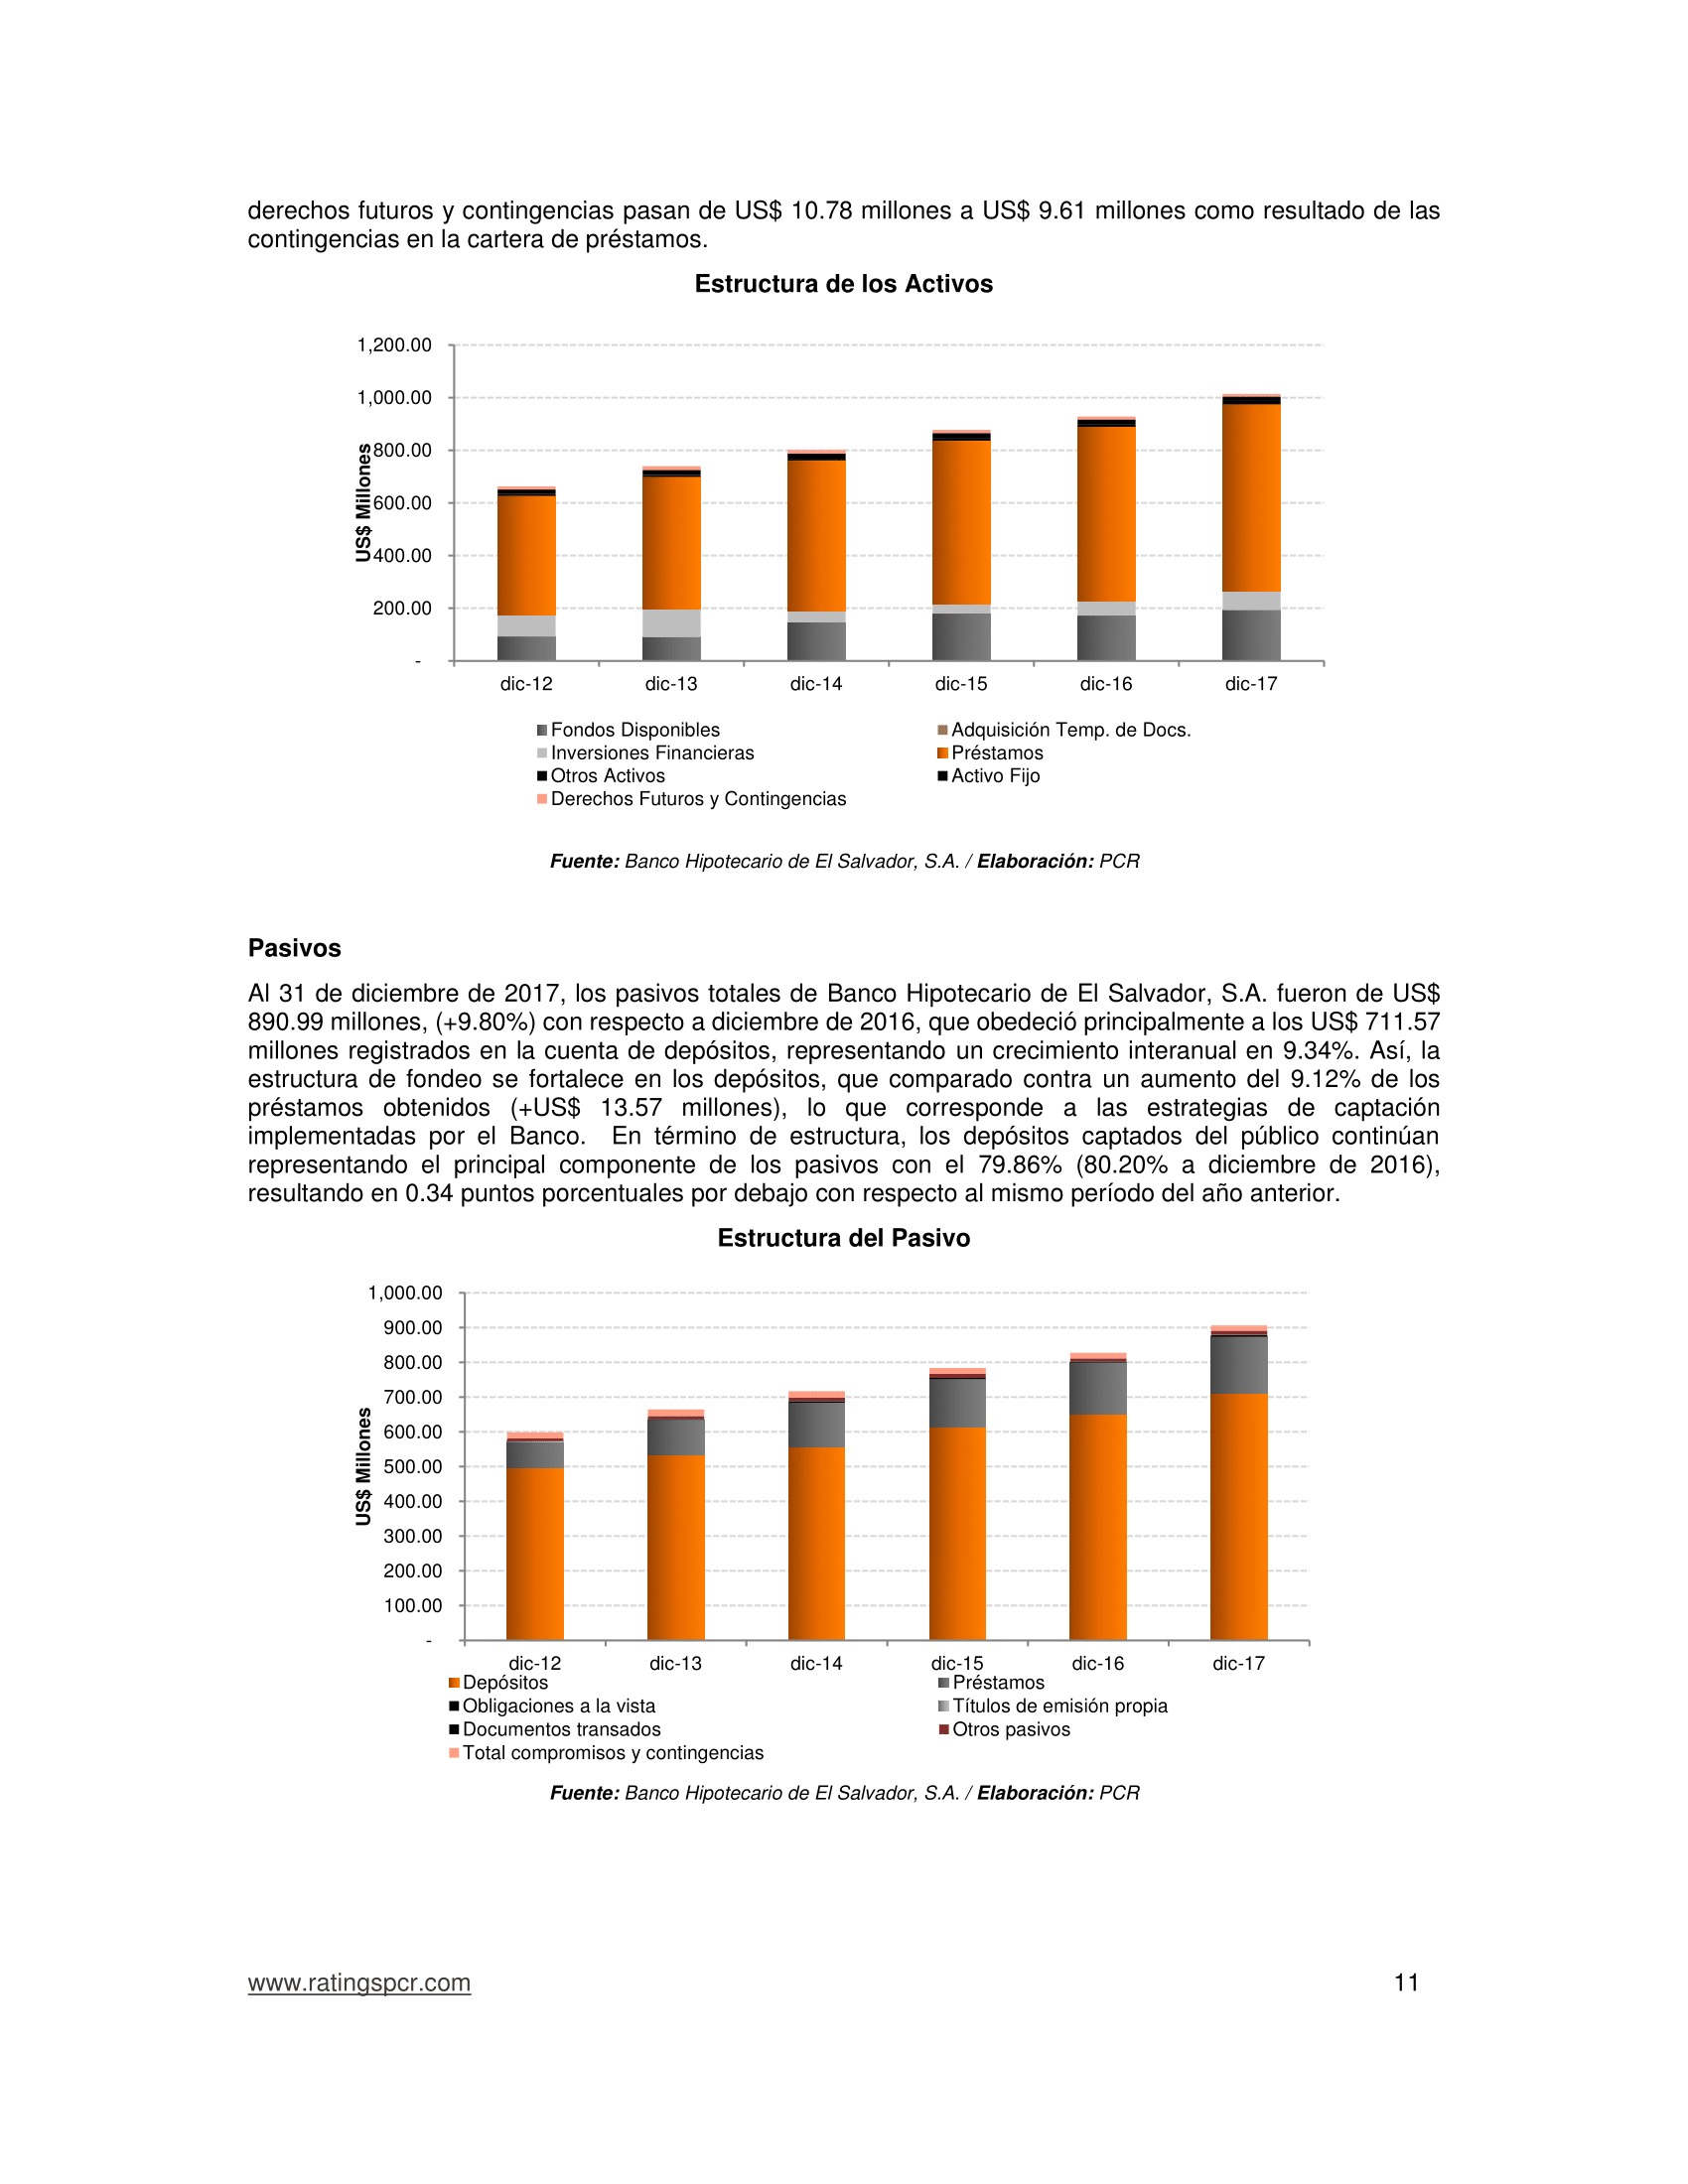 derechos futuros y contingencias pasan de US$ 10.78 millones a US$ 9.61 millones como resultado de las
contingencias en la cartera de préstamos.
Estructura de los Activos
1,200.00
1,000.00
800.00
600.00
400.00
200.00
-
US$ Millones
dic-12
dic-13
dic-14
dic-15
dic-16
dic-17
Fondos Disponibles
Adquisición Temp. de Docs.
Inversiones Financieras
Préstamos
Otros Activos
Activo Fijo
Derechos Futuros y Contingencias
Fuente: Banco Hipotecario de El Salvador, S.A. / Elaboración: PCR
Pasivos
Al 31 de diciembre de 2017, los pasivos totales de Banco Hipotecario de El Salvador, S.A. fueron de US$
890.99 millones, (+9.80%) con respecto a diciembre de 2016, que obedeció principalmente a los US$ 711.57
millones registrados en la cuenta de depósitos, representando un crecimiento interanual en 9.34%. Así, la
estructura de fondeo se fortalece en los depósitos, que comparado contra un aumento del 9.12% de los
préstamos obtenidos (+US$ 13.57 millones), lo que corresponde a las estrategias de captación
implementadas por el Banco. En término de estructura, los depósitos captados del público continúan
representando el principal componente de los pasivos con el 79.86% (80.20% a diciembre de 2016),
resultando en 0.34 puntos porcentuales por debajo con respecto al mismo período del año anterior.
Estructura del Pasivo
1,000.00
900.00
800.00
700.00
600.00
500.00
400.00
300.00
200.00
100.00
-
US$ Millones
dic-12
dic-13
dic-14
dic-15
dic-16
dic-17
Depósitos
Préstamos
Obligaciones a la vista
Títulos de emisión propia
Documentos transados
Otros pasivos
Total compromisos y contingencias
Fuente: Banco Hipotecario de El Salvador, S.A. / Elaboración: PCR
www.ratingspcr.com
11